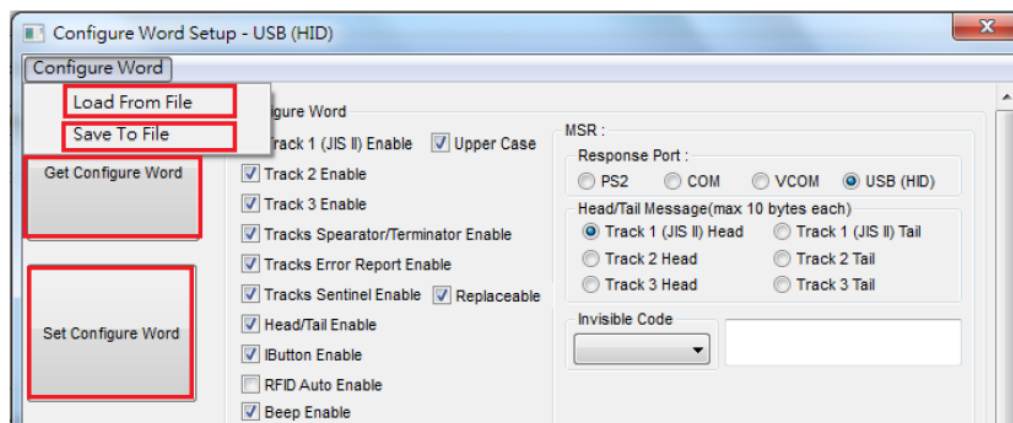 Configure Word Setup - USB (HID)
Configure Word
Load From File
Save To File
Get Configure Word
Set Configure Word
igure Word
Track 1 (JIS II) Enable Upper Case
Track 2 Enable
Track 3 Enable
Tracks Spearator/Terminator Enable
Tracks Error Report Enable
Tracks Sentinel Enable Replaceable
Head/Tail Enable
IButton Enable
RFID Auto Enable
Beep Enable
MSR :
Response Port :
PS2 COM VCOM USB (HID)
Head/Tail Message(max 10 bytes each)
Track 1 (JIS II) Head Track 1 (JIS II) Tail
Track 2 Head Track 2 Tail
Track 3 Head Track 3 Tail
Invisible Code